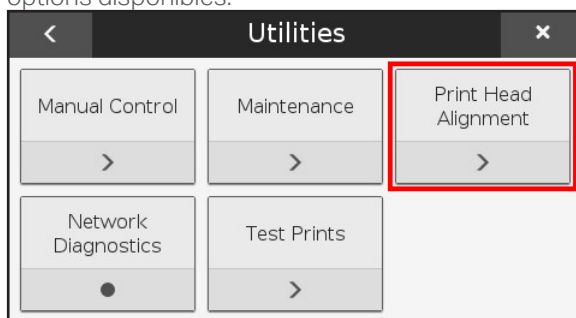 options disponibles.
Utilities
Manual Control
Maintenance
Print Head
Alignment
Network
Diagnostics
Test Prints